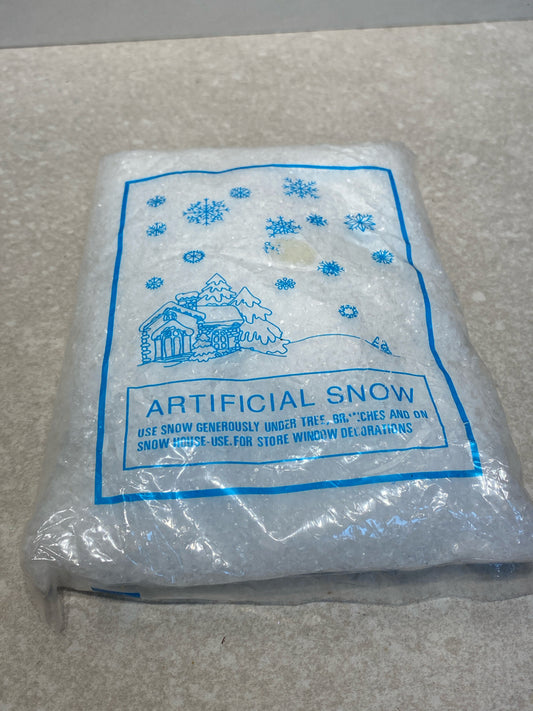 ARTIFICIAL SNOW
USE SNOW GENEROUSLY UNDER TREE, BRANCHES AND ON
SNOW HOUSE-USE FOR STORE WINDOW DECORATIONS